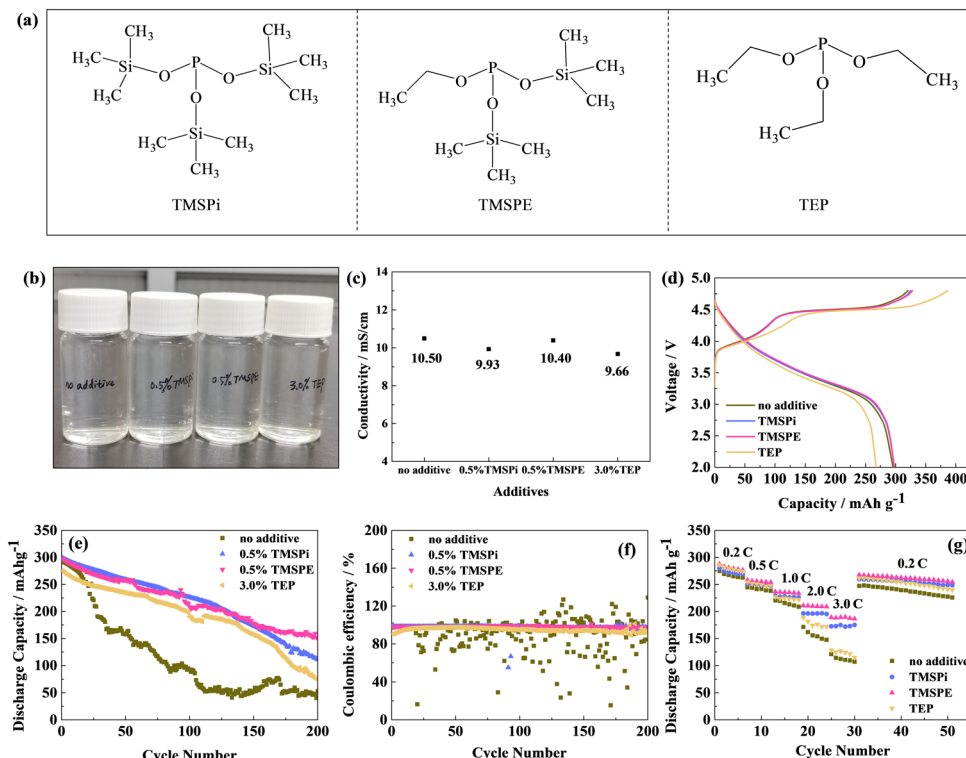 (a)
H₃C CH₃ H₃C CH₃
Si P Si
H₃C O O CH₃
CH₃ O CH₃
H₃C CH₃
Si
CH₃
TMSPi
CH₃
P Si CH₃
O O CH₃
H₃C O
Si CH₃
H₃C CH₃
TMSPE
P
O O
H₃C O CH₃
H₃C
TEP
(b)
no additive
0.5% TMSPi
0.5% TMSPE
3.0% TEP
(c)
Conductivity / mS/cm
14
12
10
8
6
4
10.50
9.93
10.40
9.66
no additive 0.5%TMSPi 0.5%TMSPE 3.0%TEP
Additives
(d)
Voltage / V
5.0
4.0
3.0
2.0
no additive
TMSPi
TMSPE
TEP
0 50 100 150 200 250 300 350 400
Capacity / mAh g⁻¹
(e)
Discharge Capacity / mAhg⁻¹
350
300
250
200
150
100
50
0
no additive
0.5% TMSPi
0.5% TMSPE
3.0% TEP
0 50 100 150 200
Cycle Number
(f)
Coulombic efficiency / %
200
160
120
80
40
0
no additive
0.5% TMSPi
0.5% TMSPE
3.0% TEP
0 50 100 150 200
Cycle Number
(g)
Discharge Capacity / mAh g⁻¹
350
300
250
200
150
100
50
0
0.2 C
0.5 C
1.0 C
2.0 C
3.0 C
0.2 C
no additive
TMSPi
TMSPE
TEP
0 10 20 30 40 50
Cycle Number